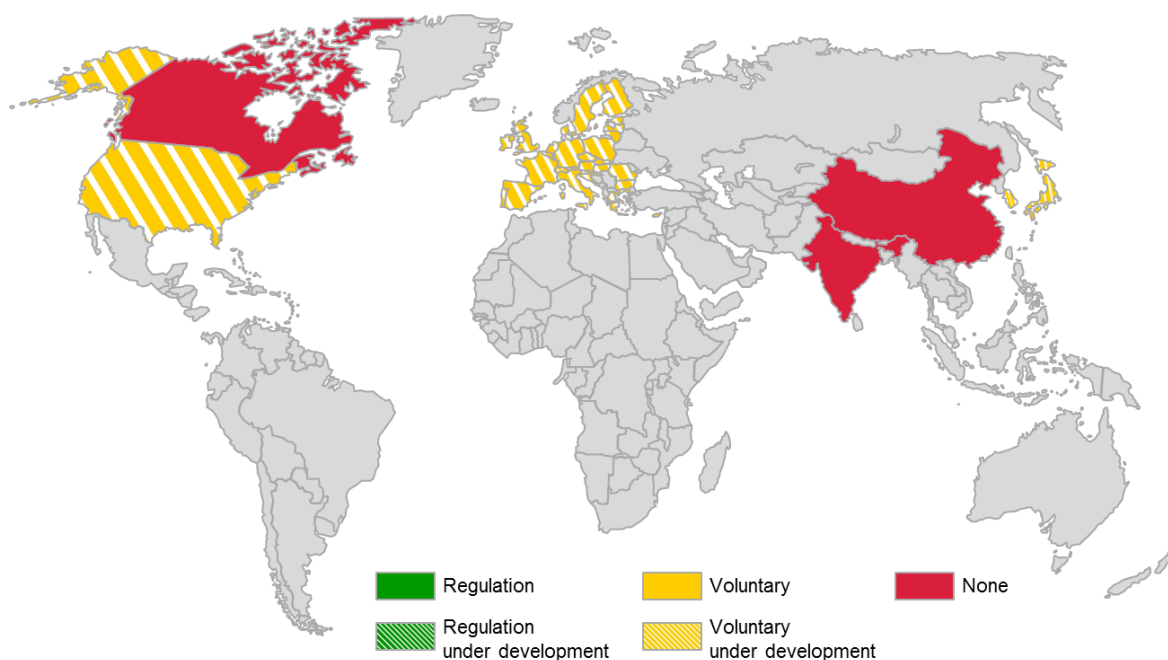 Regulation
Voluntary
None
Regulation
under development
Voluntary
under development